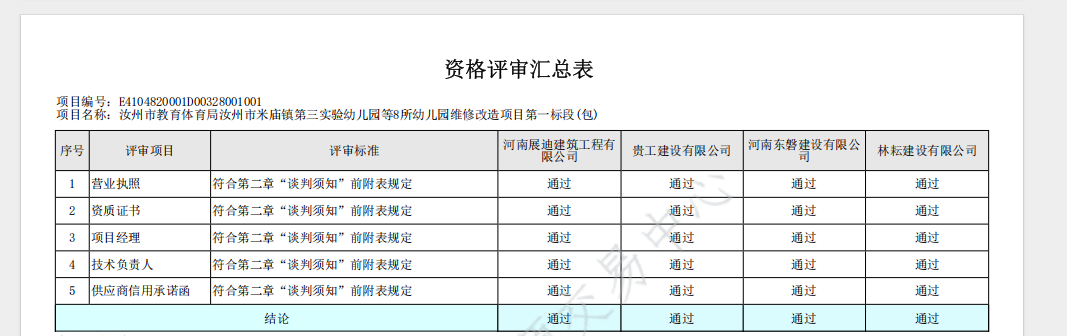 资格评审汇总表
项目编号: E4104820001D00328001001
项目名称: 汝州市教育体育局汝州市米庙镇第三实验幼儿园等8所幼儿园维修改造项目第一标段(包)
序号 评审项目 评审标准 河南展迪建筑工程有限公司 贵工建设有限公司 河南东磐建设有限公司 林耘建设有限公司
1 营业执照 符合第二章“谈判须知”前附表规定 通过 通过 通过 通过
2 资质证书 符合第二章“谈判须知”前附表规定 通过 通过 通过 通过
3 项目经理 符合第二章“谈判须知”前附表规定 通过 通过 通过 通过
4 技术负责人 符合第二章“谈判须知”前附表规定 通过 通过 通过 通过
5 供应商信用承诺函 符合第二章“谈判须知”前附表规定 通过 通过 通过 通过
结论 通过 通过 通过 通过
交易中心